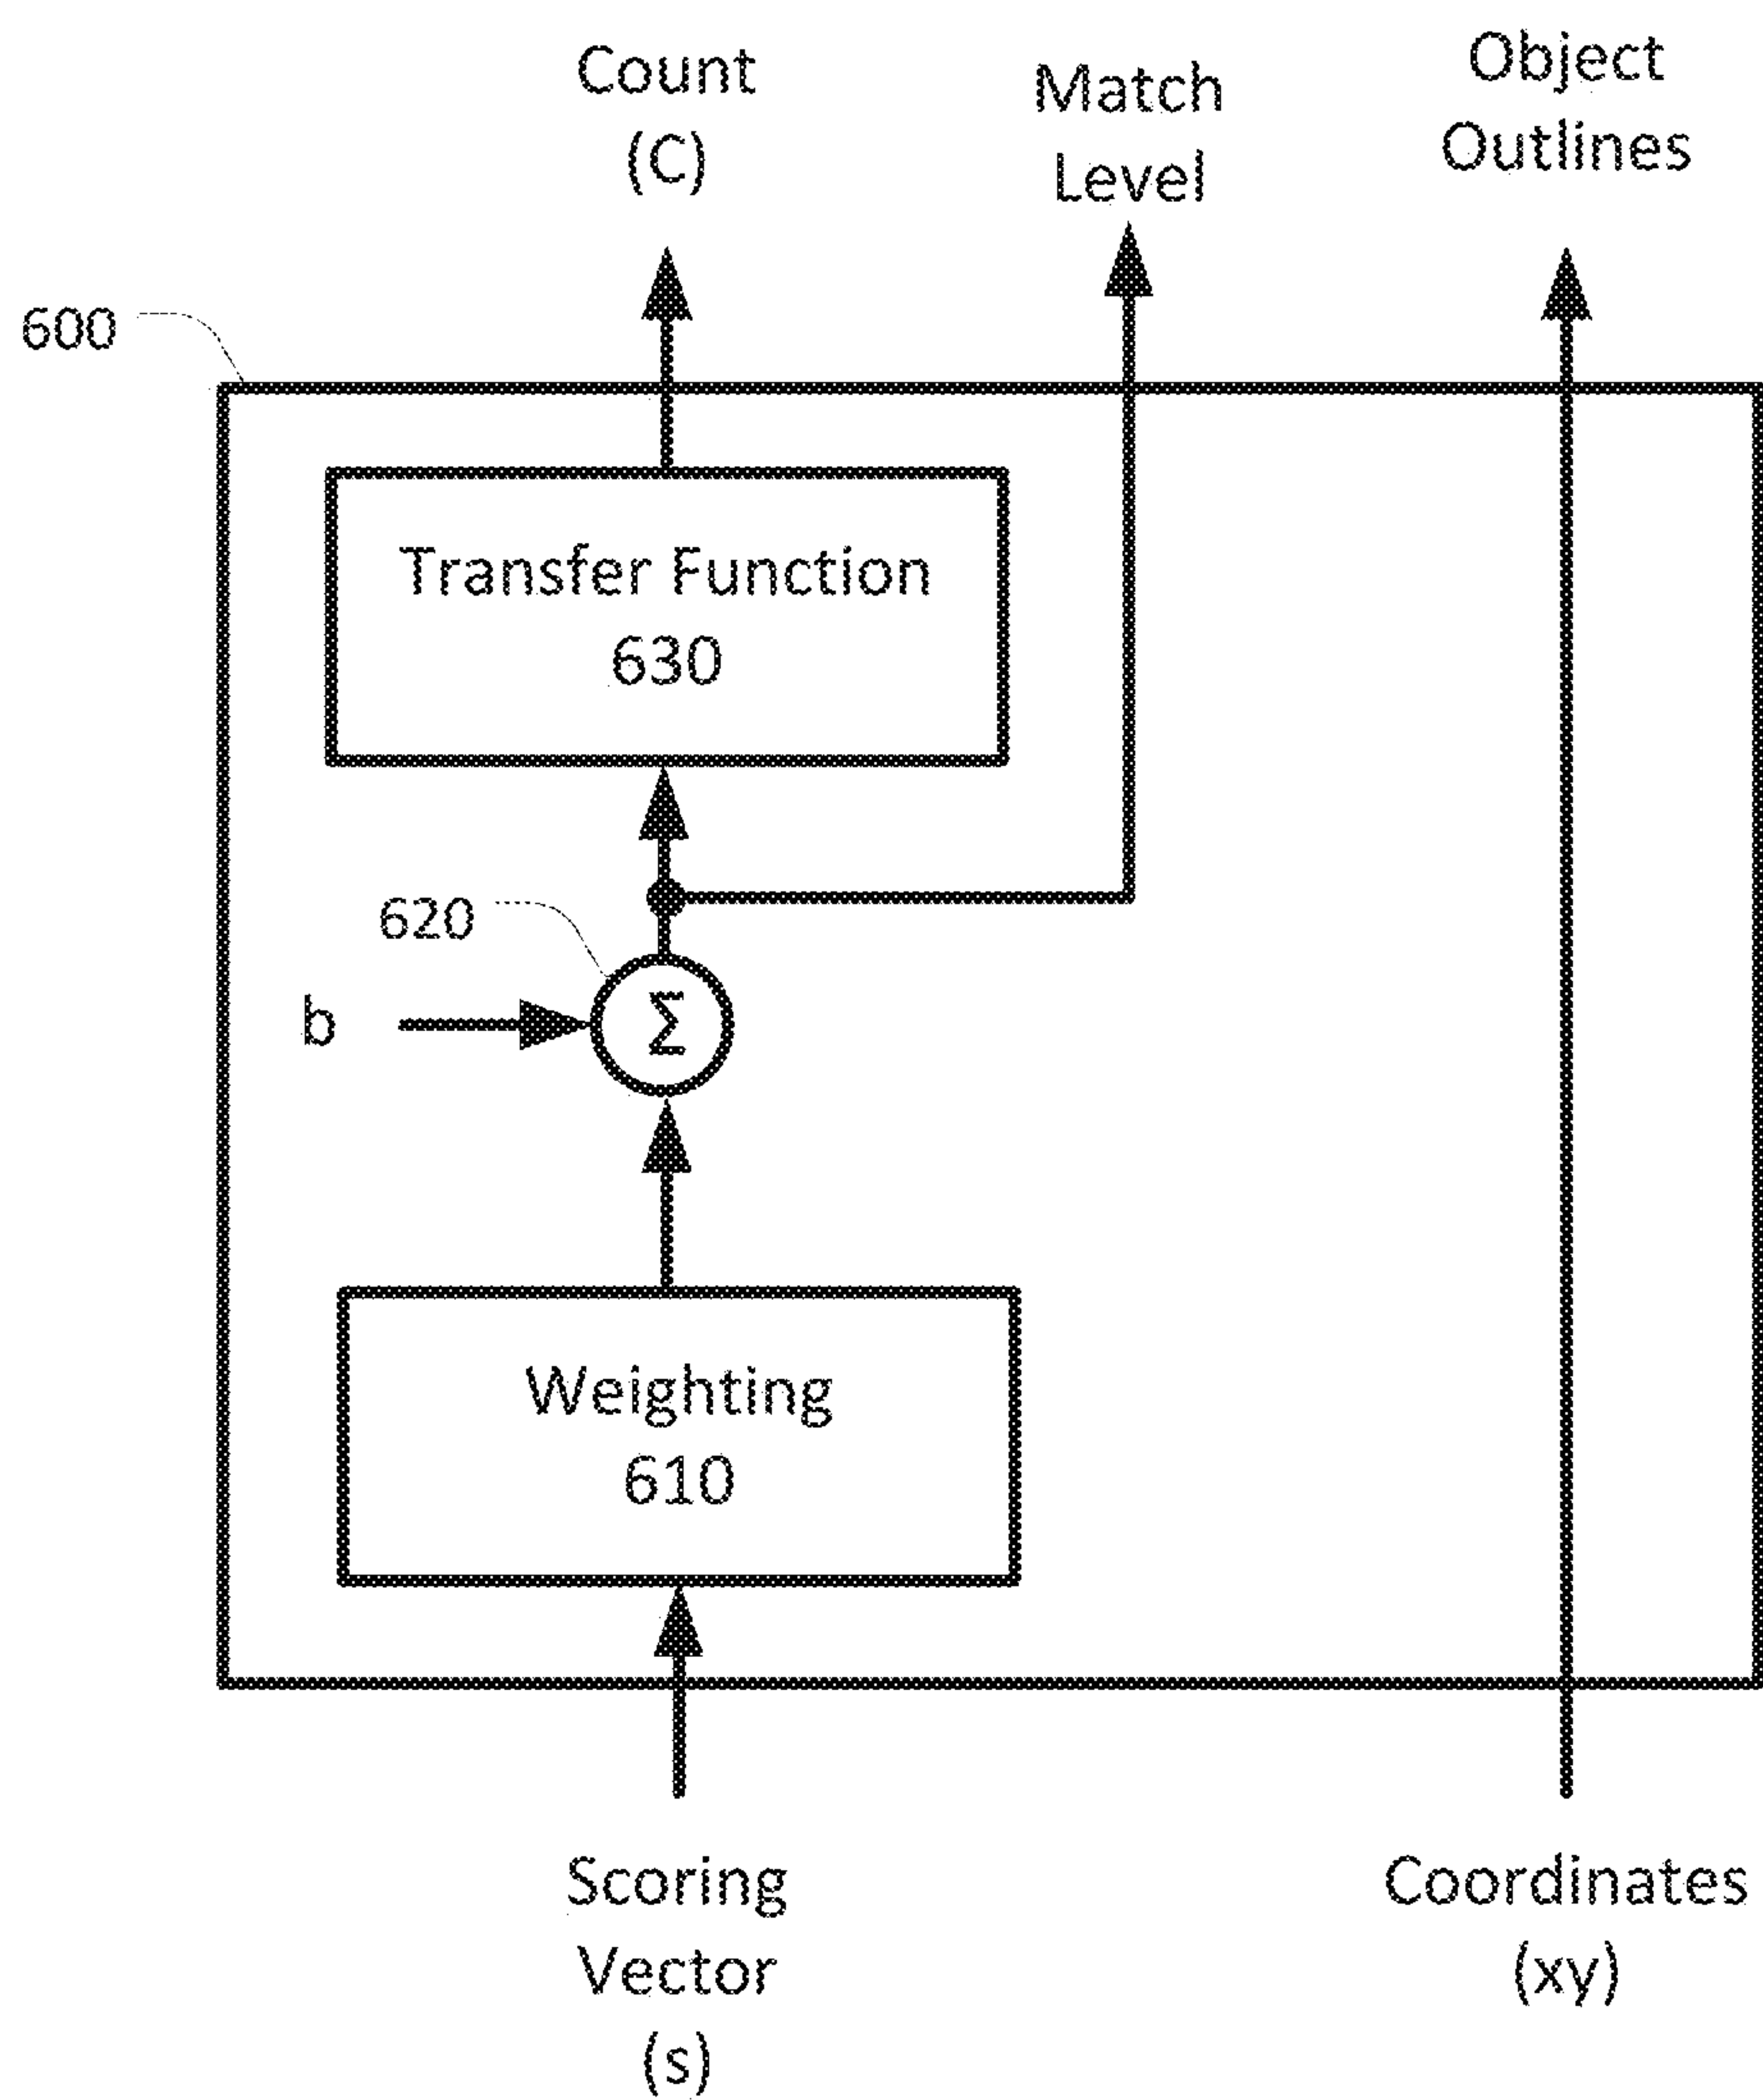 Count
(C)
Match
Level
Object
Outlines
600
Transfer Function
630
620
b
Σ
Weighting
610
Scoring
Vector
(s)
Coordinates
(xy)